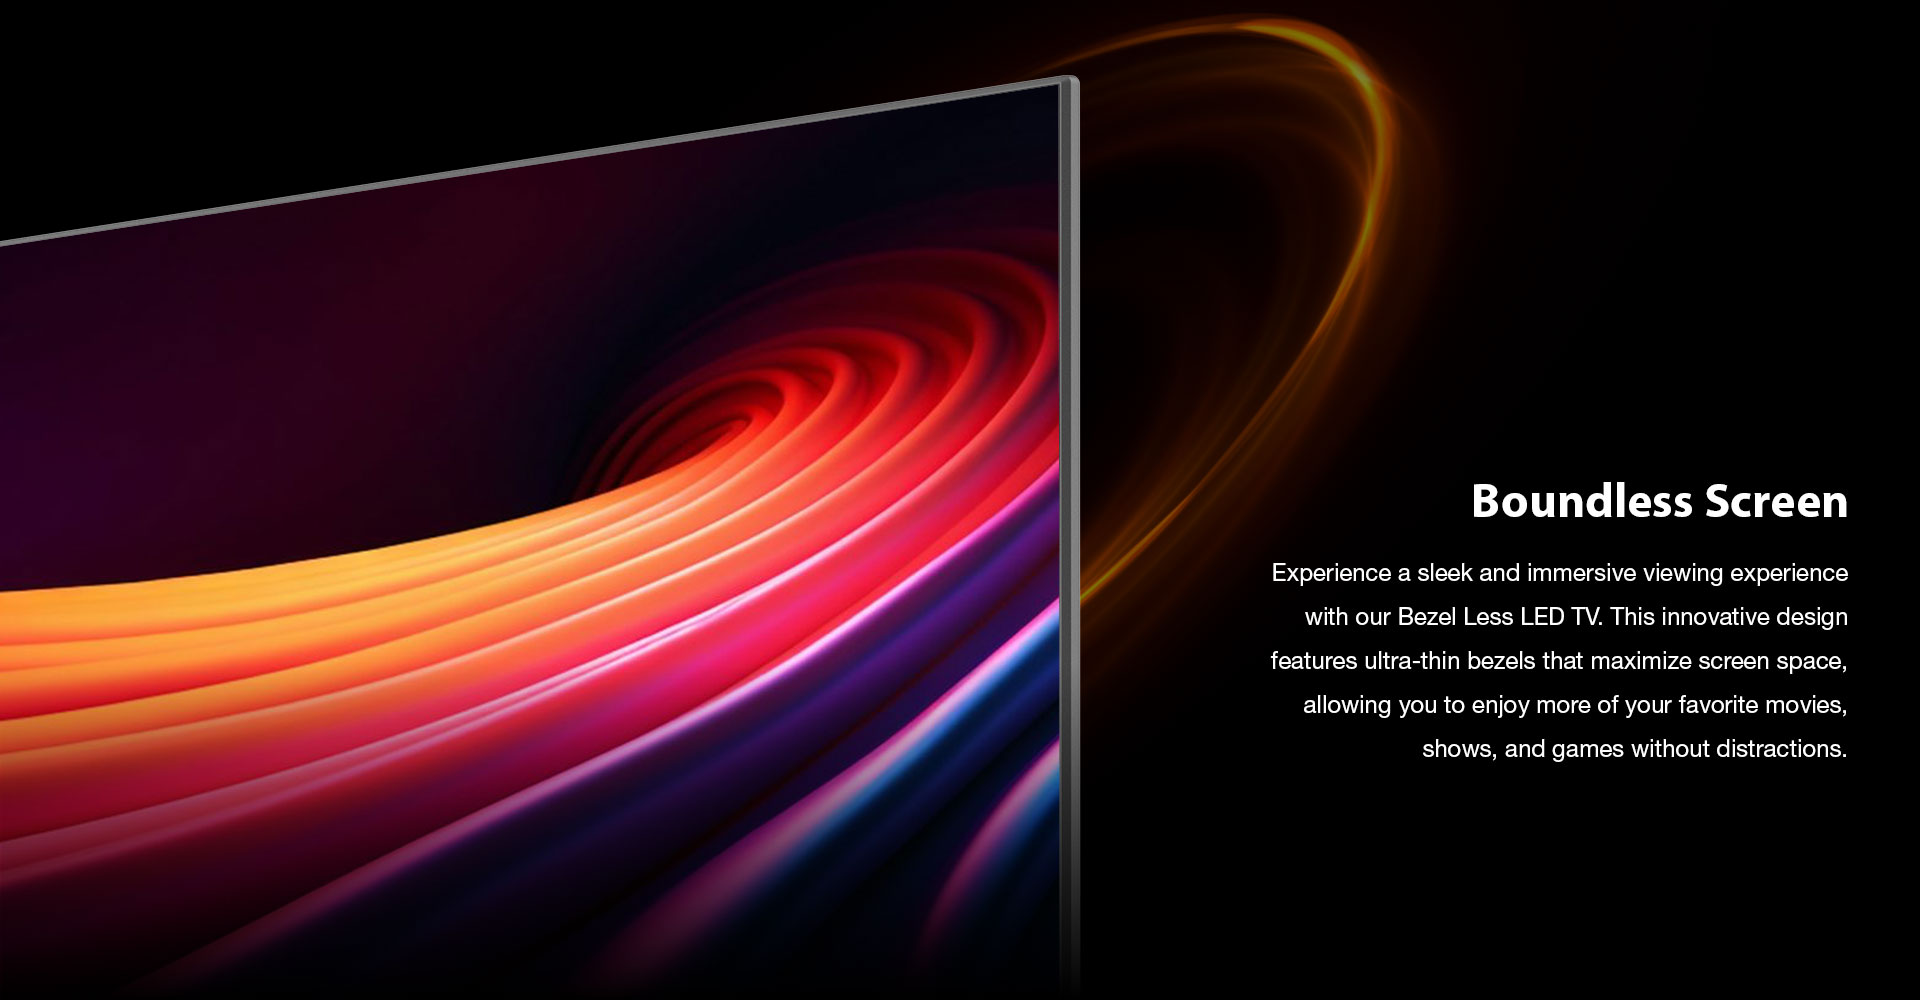 Boundless Screen
Experience a sleek and immersive viewing experience
with our Bezel Less LED TV. This innovative design
features ultra-thin bezels that maximize screen space,
allowing you to enjoy more of your favorite movies,
shows, and games without distractions.